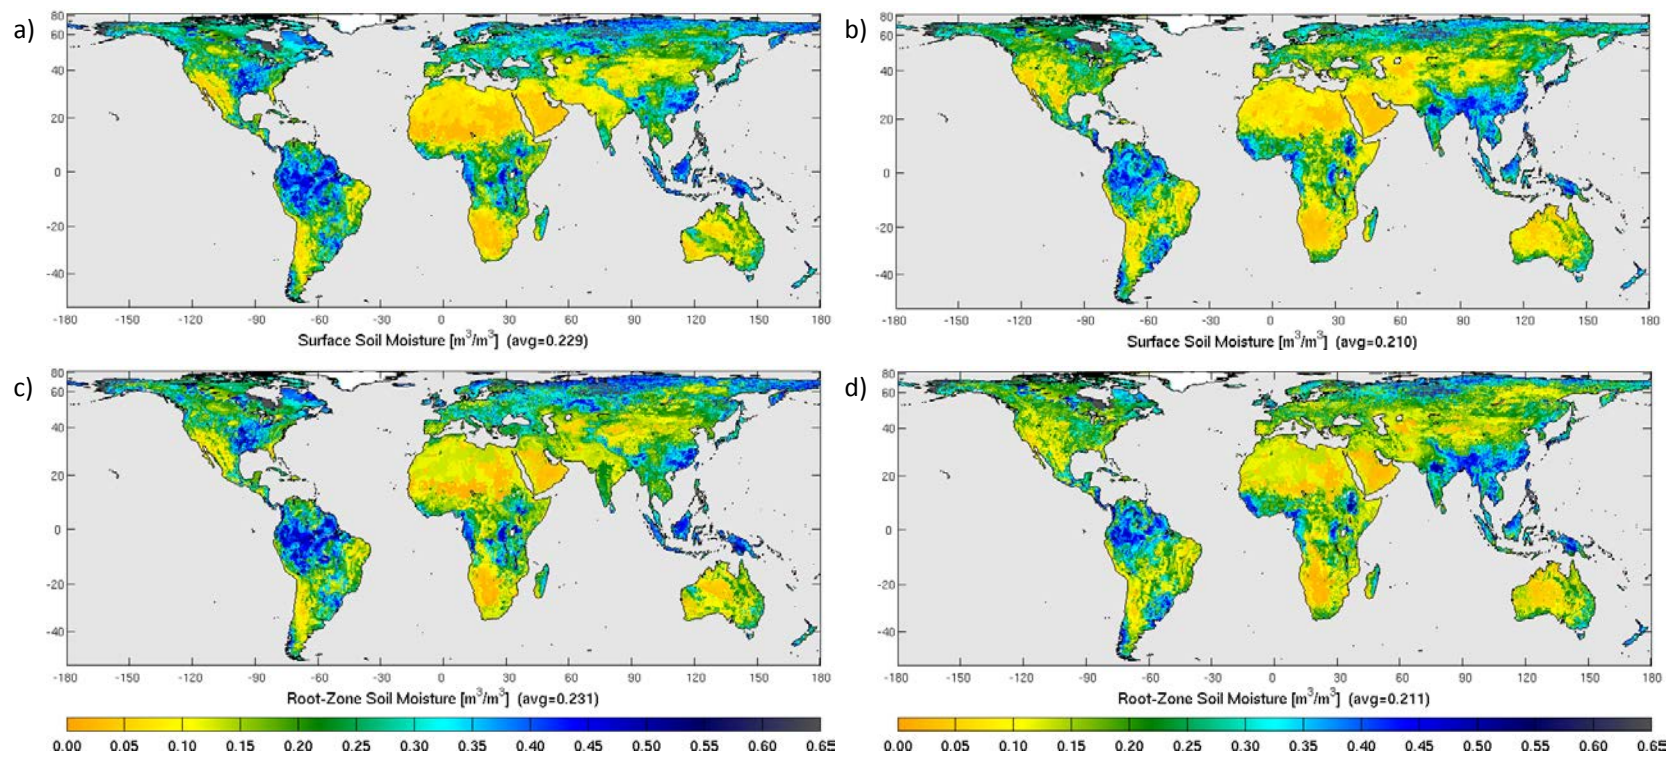 a)
80
60
40
20
0
-20
-40
-180 -150 -120 -90 -60 -30 0 30 60 90 120 150 180
Surface Soil Moisture [m³/m³] (avg=0.229)
b)
80
60
40
20
0
-20
-40
-180 -150 -120 -90 -60 -30 0 30 60 90 120 150 180
Surface Soil Moisture [m³/m³] (avg=0.210)
c)
80
60
40
20
0
-20
-40
-180 -150 -120 -90 -60 -30 0 30 60 90 120 150 180
Root-Zone Soil Moisture [m³/m³] (avg=0.231)
0.00 0.05 0.10 0.15 0.20 0.25 0.30 0.35 0.40 0.45 0.50 0.55 0.60 0.65
d)
80
60
40
20
0
-20
-40
-180 -150 -120 -90 -60 -30 0 30 60 90 120 150 180
Root-Zone Soil Moisture [m³/m³] (avg=0.211)
0.00 0.05 0.10 0.15 0.20 0.25 0.30 0.35 0.40 0.45 0.50 0.55 0.60 0.65